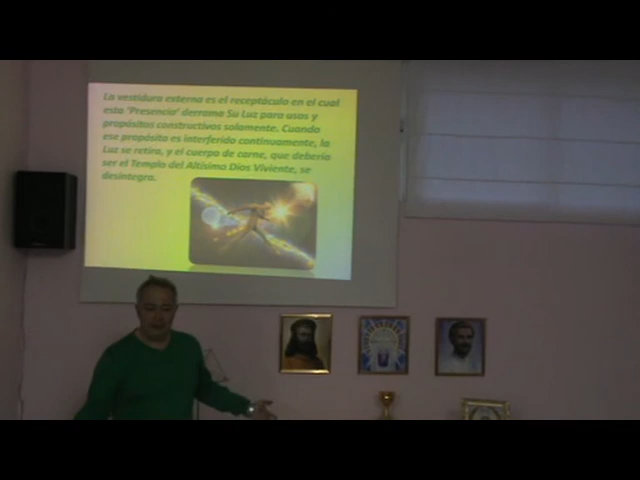 La vestidura externa es el receptáculo en el cual
esta 'Presencia' derrama Su Luz para usos y
propósitos constructivos solamente. Cuando
ese propósito es interferido continuamente, la
Luz se retira, y el cuerpo de carne, que debería
ser el Templo del Altísimo Dios Viviente, se
desintegra.